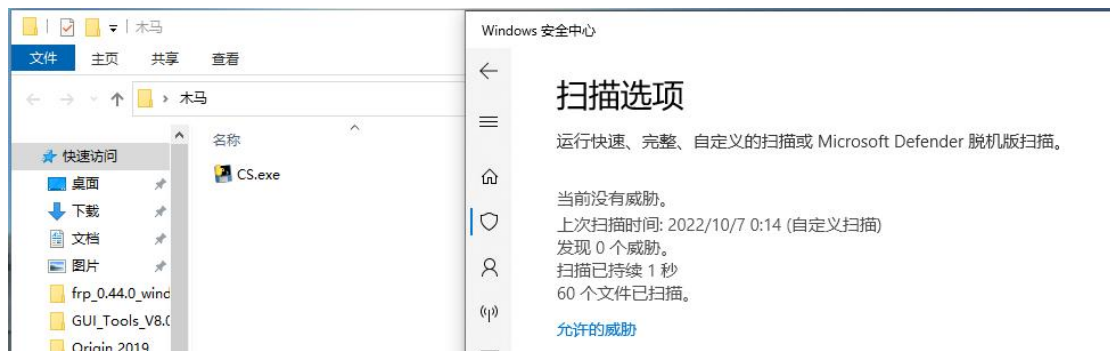 木马
文件 主页 共享 查看
木马
名称
快速访问
CS.exe
桌面
下载
文档
图片
frp_0.44.0_wind
GUI_Tools_V8.0
Origin 2019
Windows 安全中心
扫描选项
运行快速、完整、自定义的扫描或 Microsoft Defender 脱机版扫描。
当前没有威胁。
上次扫描时间: 2022/10/7 0:14 (自定义扫描)
发现 0 个威胁。
扫描已持续 1 秒
60 个文件已扫描。
允许的威胁